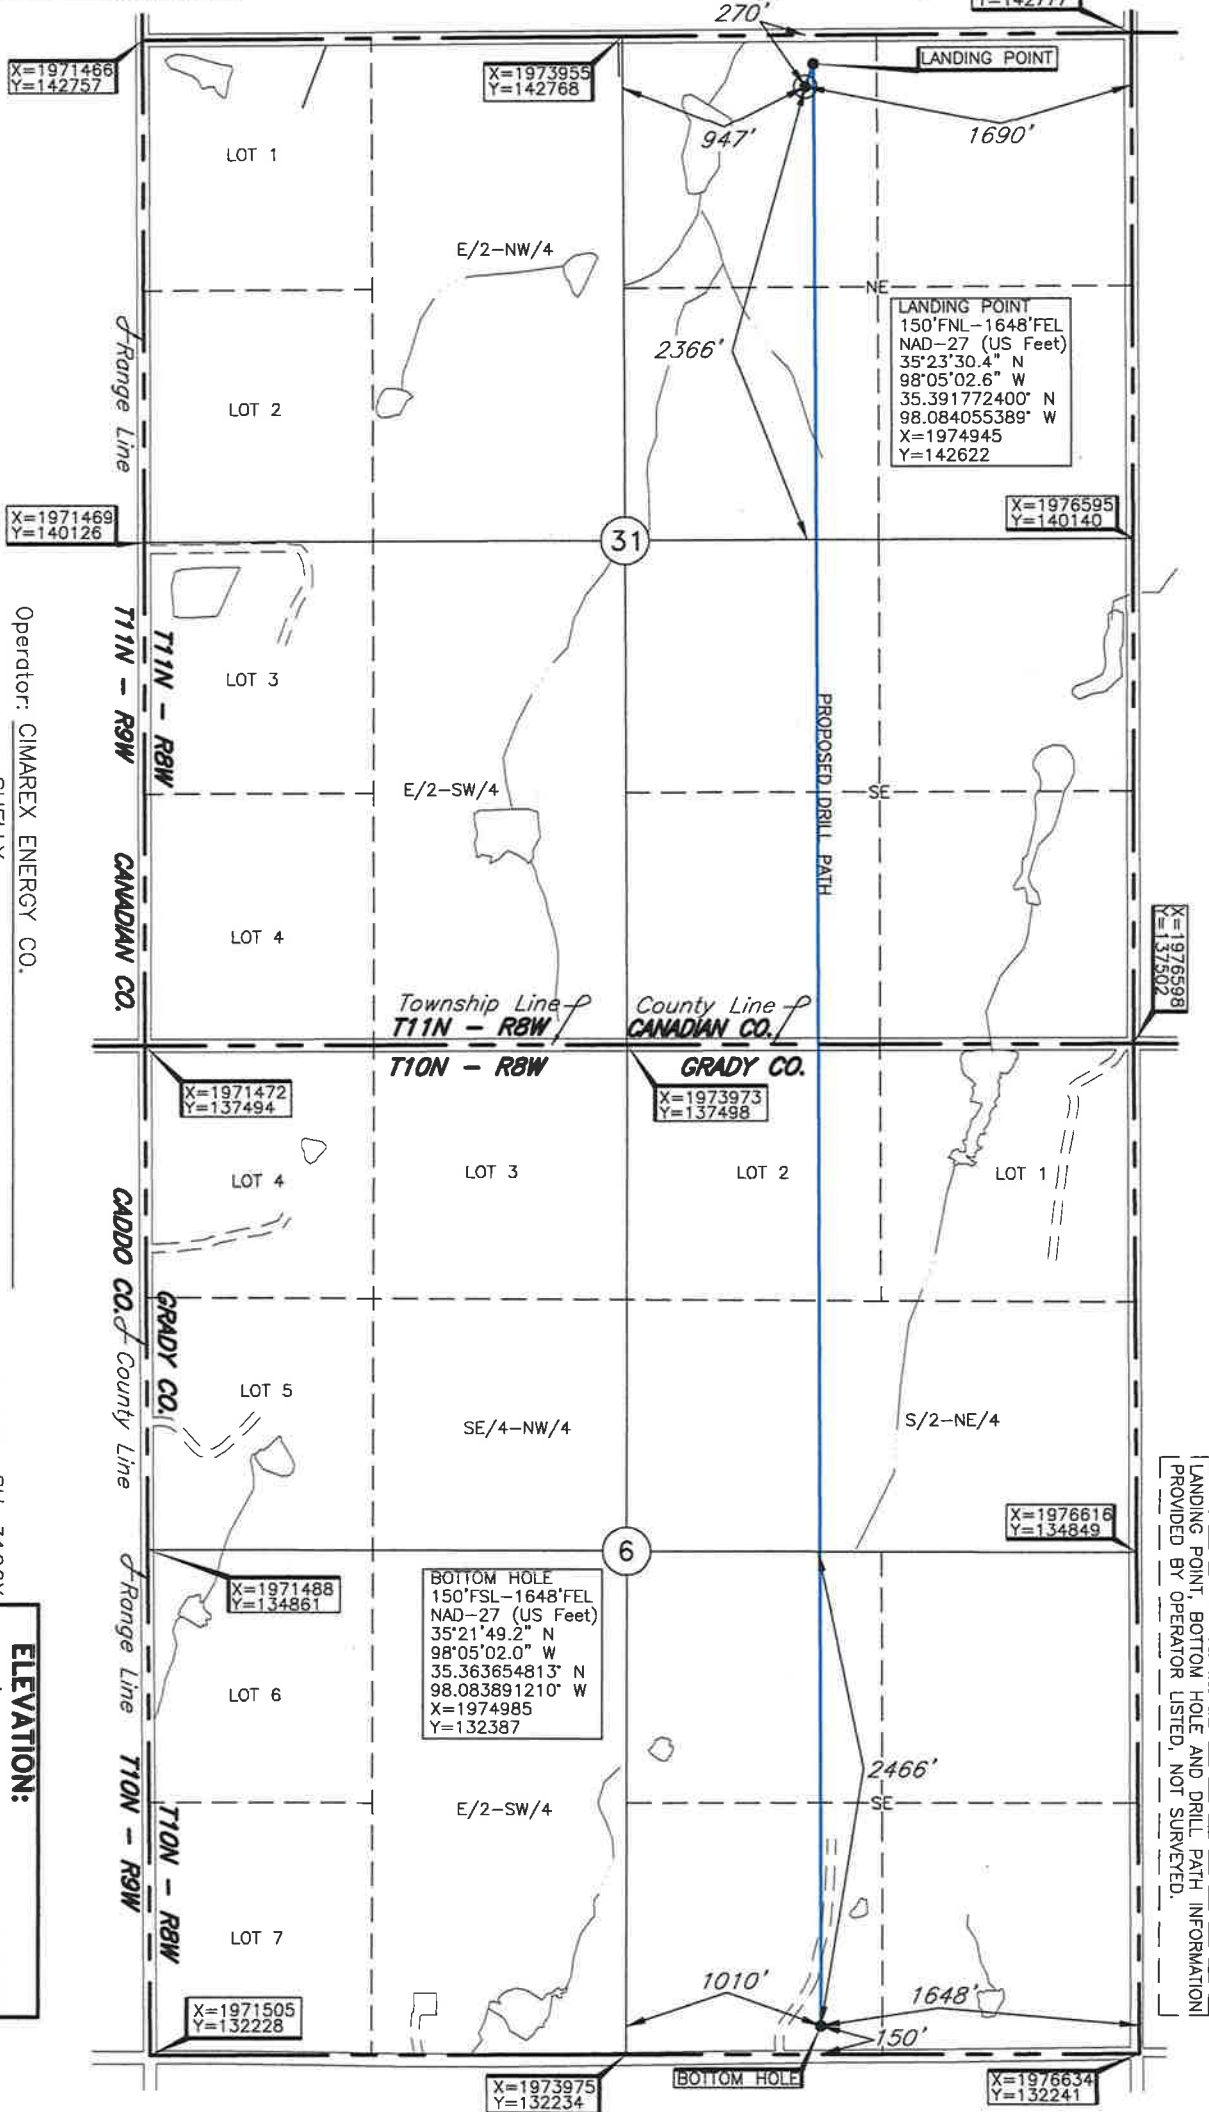 270'
Y=142777
X=1971466
Y=142757
X=1973955
Y=142768
LANDING POINT
947'
1690'
LOT 1
E/2-NW/4
NE
LANDING POINT
150'FNL-1648'FEL
NAD-27 (US Feet)
35°23'30.4" N
98°05'02.6" W
35.391772400° N
98.084055389° W
X=1974945
Y=142622
2366'
Range Line
LOT 2
X=1971469
Y=140126
X=1976595
Y=140140
31
T11N - R9W
T11N - R8W
LOT 3
PROPOSED DRILL PATH
E/2-SW/4
SE
Operator: CIMAREX ENERGY CO.
CANADIAN CO.
LOT 4
X=1976598
Y=137502
Township Line
County Line
T11N - R8W
CANADIAN CO.
T10N - R8W
GRADY CO.
X=1971472
Y=137494
X=1973973
Y=137498
LOT 4
LOT 3
LOT 2
LOT 1
CADDO CO.
GRADY CO.
County Line
LOT 5
SE/4-NW/4
S/2-NE/4
LANDING POINT, BOTTOM HOLE AND DRILL PATH INFORMATION
PROVIDED BY OPERATOR LISTED, NOT SURVEYED.
X=1976616
Y=134849
6
X=1971488
Y=134861
BOTTOM HOLE
150'FSL-1648'FEL
NAD-27 (US Feet)
35°21'49.2" N
98°05'02.0" W
35.363654813° N
98.083891210° W
X=1974985
Y=132387
Range Line
ELEVATION:
LOT 6
2466'
E/2-SW/4
SE
T10N - R9W
T10N - R8W
LOT 7
1010'
1648'
X=1971505
Y=132228
150'
BOTTOM HOLE
X=1973975
Y=132234
X=1976634
Y=132241